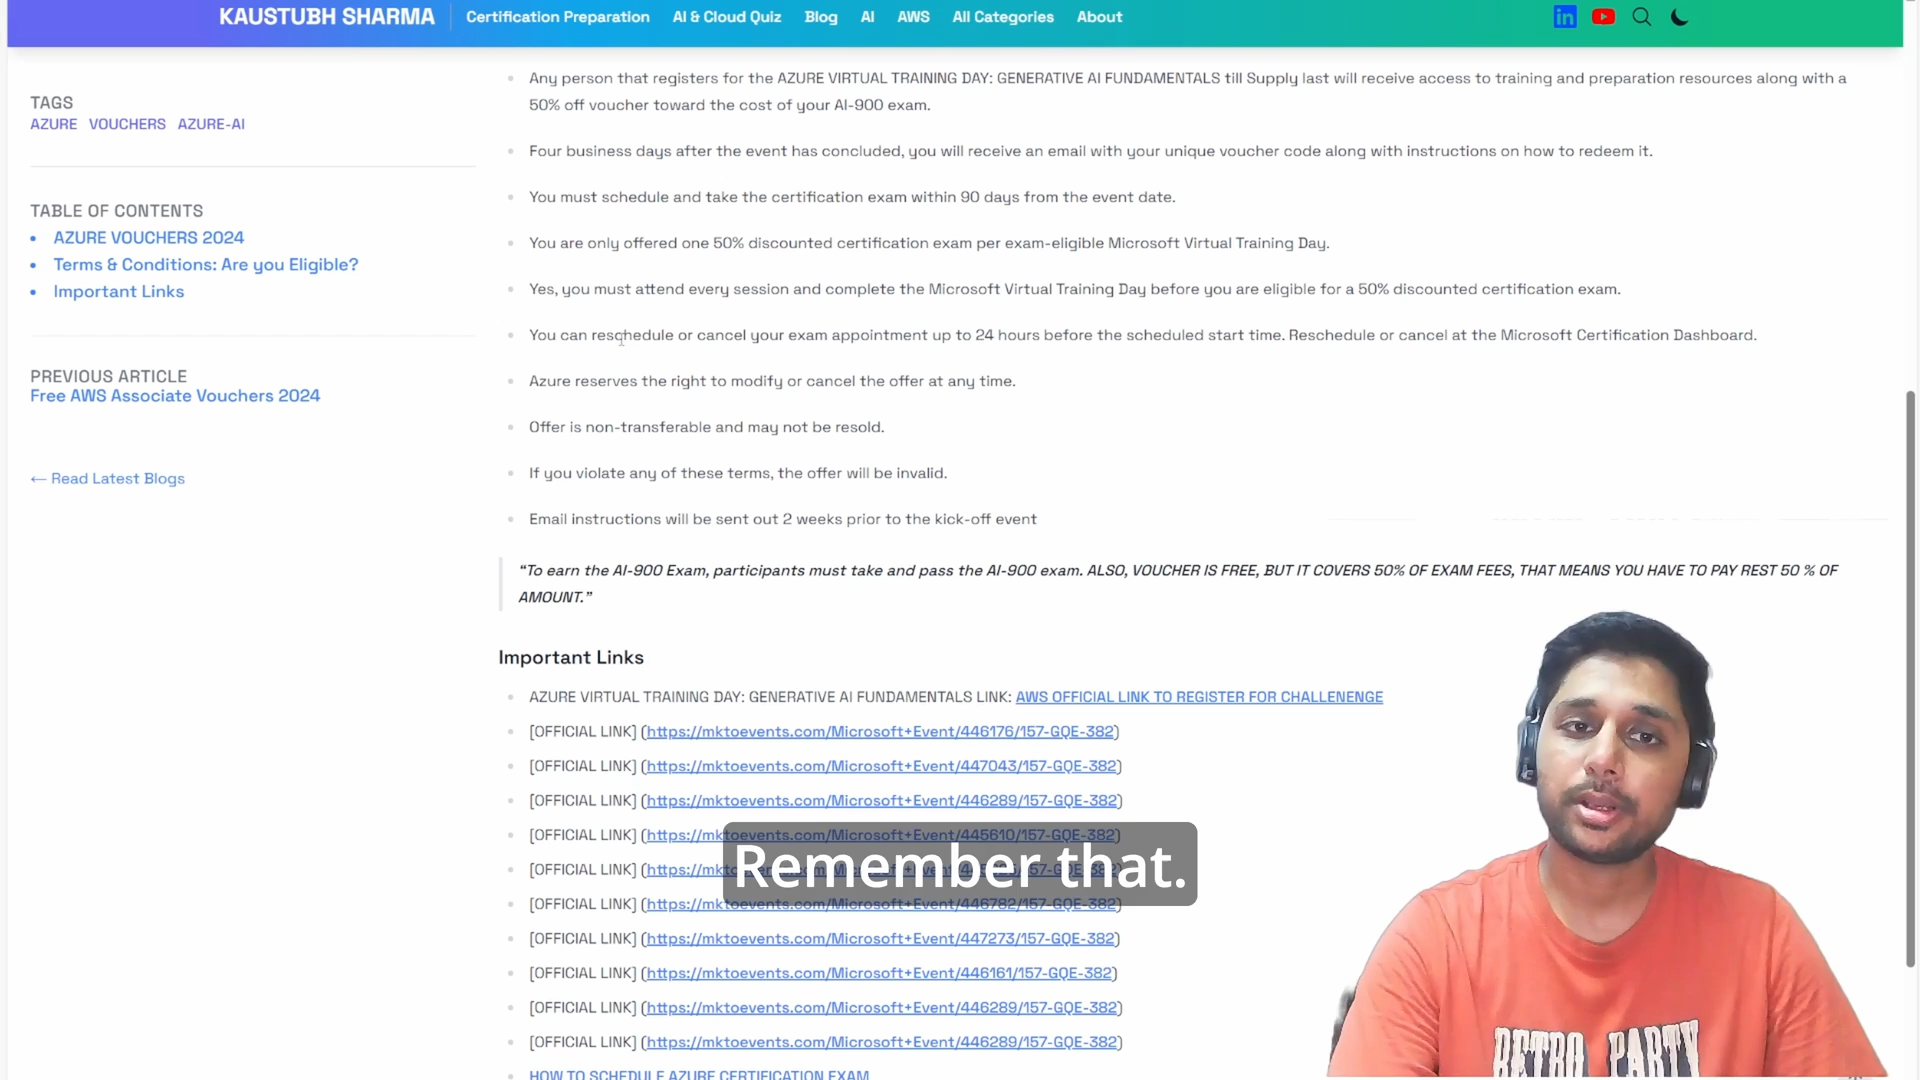 KAUSTUBH SHARMA
Certification Preparation AI & Cloud Quiz Blog AI AWS All Categories About
in
TAGS
AZURE VOUCHERS AZURE-AI
TABLE OF CONTENTS
AZURE VOUCHERS 2024
Terms & Conditions: Are you Eligible?
Important Links
PREVIOUS ARTICLE
Free AWS Associate Vouchers 2024
← Read Latest Blogs
Any person that registers for the AZURE VIRTUAL TRAINING DAY: GENERATIVE AI FUNDAMENTALS till Supply last will receive access to training and preparation resources along with a
50% off voucher toward the cost of your AI-900 exam.
Four business days after the event has concluded, you will receive an email with your unique voucher code along with instructions on how to redeem it.
You must schedule and take the certification exam within 90 days from the event date.
You are only offered one 50% discounted certification exam per exam-eligible Microsoft Virtual Training Day.
Yes, you must attend every session and complete the Microsoft Virtual Training Day before you are eligible for a 50% discounted certification exam.
You can reschedule or cancel your exam appointment up to 24 hours before the scheduled start time. Reschedule or cancel at the Microsoft Certification Dashboard.
Azure reserves the right to modify or cancel the offer at any time.
Offer is non-transferable and may not be resold.
If you violate any of these terms, the offer will be invalid.
Email instructions will be sent out 2 weeks prior to the kick-off event
“To earn the AI-900 Exam, participants must take and pass the AI-900 exam. ALSO, VOUCHER IS FREE, BUT IT COVERS 50% OF EXAM FEES, THAT MEANS YOU HAVE TO PAY REST 50 % OF
AMOUNT.”
Important Links
AZURE VIRTUAL TRAINING DAY: GENERATIVE AI FUNDAMENTALS LINK: AWS OFFICIAL LINK TO REGISTER FOR CHALLENENGE
[OFFICIAL LINK] (https://mktoevents.com/Microsoft+Event/446176/157-GQE-382)
[OFFICIAL LINK] (https://mktoevents.com/Microsoft+Event/447043/157-GQE-382)
[OFFICIAL LINK] (https://mktoevents.com/Microsoft+Event/446289/157-GQE-382)
[OFFICIAL LINK] (https://mktoevents.com/Microsoft+Event/445610/157-GQE-382)
[OFFICIAL LINK]
Remember that.
[OFFICIAL LINK] (https://mktoevents.com/Microsoft+Event/446782/157-GQE-382)
[OFFICIAL LINK] (https://mktoevents.com/Microsoft+Event/447273/157-GQE-382)
[OFFICIAL LINK] (https://mktoevents.com/Microsoft+Event/446161/157-GQE-382)
[OFFICIAL LINK] (https://mktoevents.com/Microsoft+Event/446289/157-GQE-382)
[OFFICIAL LINK] (https://mktoevents.com/Microsoft+Event/446289/157-GQE-382)
HOW TO SCHEDULE AZURE CERTIFICATION EXAM
RETRO PARTY